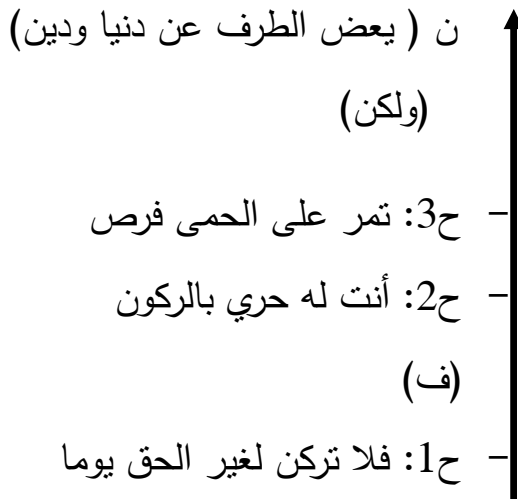 ن ( يعض الطرف عن دنيا ودين)
(ولكن)
– ح3: تمر على الحمى فرص
– ح2: أنت له حري بالركون
(ف)
– ح1: فلا تركن لغير الحق يوما